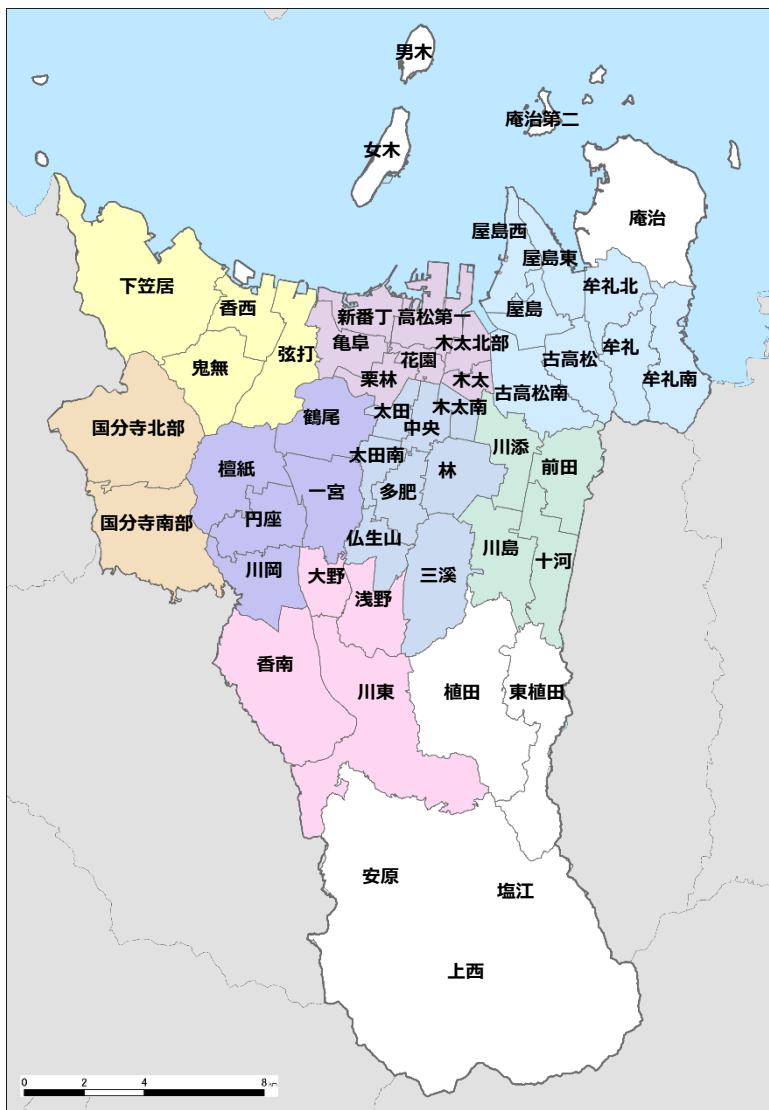 男木
庵治第二
女木
庵治
屋島西
屋島東
下笠居
牟礼北
香西
屋島
新番丁
高松第一
亀阜
木太北部
弦打
花園
古高松
牟礼
鬼無
栗林
木太
牟礼南
古高松南
太田
木太南
鶴尾
中央
国分寺北部
川添
太田南
前田
檀紙
林
一宮
多肥
円座
国分寺南部
仏生山
川島
十河
川岡
大野
三溪
浅野
香南
川東
植田
東植田
安原
塩江
上西
0 2 4 8